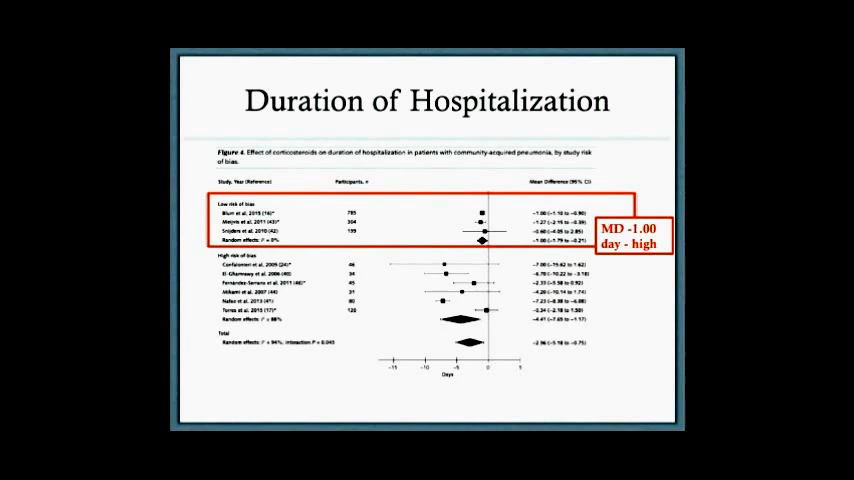 Duration of Hospitalization
Figure 4. Effect of corticosteroids on duration of hospitalization in patients with community-acquired pneumonia, by study risk
of bias.
Study, Year (Reference) Participants, n Mean Difference (95% CI)
Low risk of bias
Blum et al, 2015 (16)* 785 −1.00 (−1.10 to −0.90)
Meijvis et al, 2011 (43)* 304 −1.27 (−2.15 to −0.39)
Snijders et al, 2010 (42) 199 −0.60 (−4.05 to 2.85)
Random effects: I² = 0% −1.00 (−1.79 to −0.21)
MD -1.00
day - high
High risk of bias
Confalonieri et al, 2005 (24)* 46 −7.00 (−15.62 to 1.62)
El-Ghamrawy et al, 2006 (40) 34 −6.70 (−10.22 to −3.18)
Fernández-Serrano et al, 2011 (46)* 45 −2.33 (−5.58 to 0.92)
Mikami et al, 2007 (44) 31 −4.20 (−10.14 to 1.74)
Nafae et al, 2013 (41) 80 −7.23 (−8.38 to −6.08)
Torres et al, 2015 (17)* 120 −0.34 (−2.18 to 1.50)
Random effects: I² = 88% −4.41 (−7.65 to −1.17)
Total
Random effects: I² = 94%; interaction P = 0.045 −2.96 (−5.18 to −0.75)
−15 −10 −5 0 5
Days